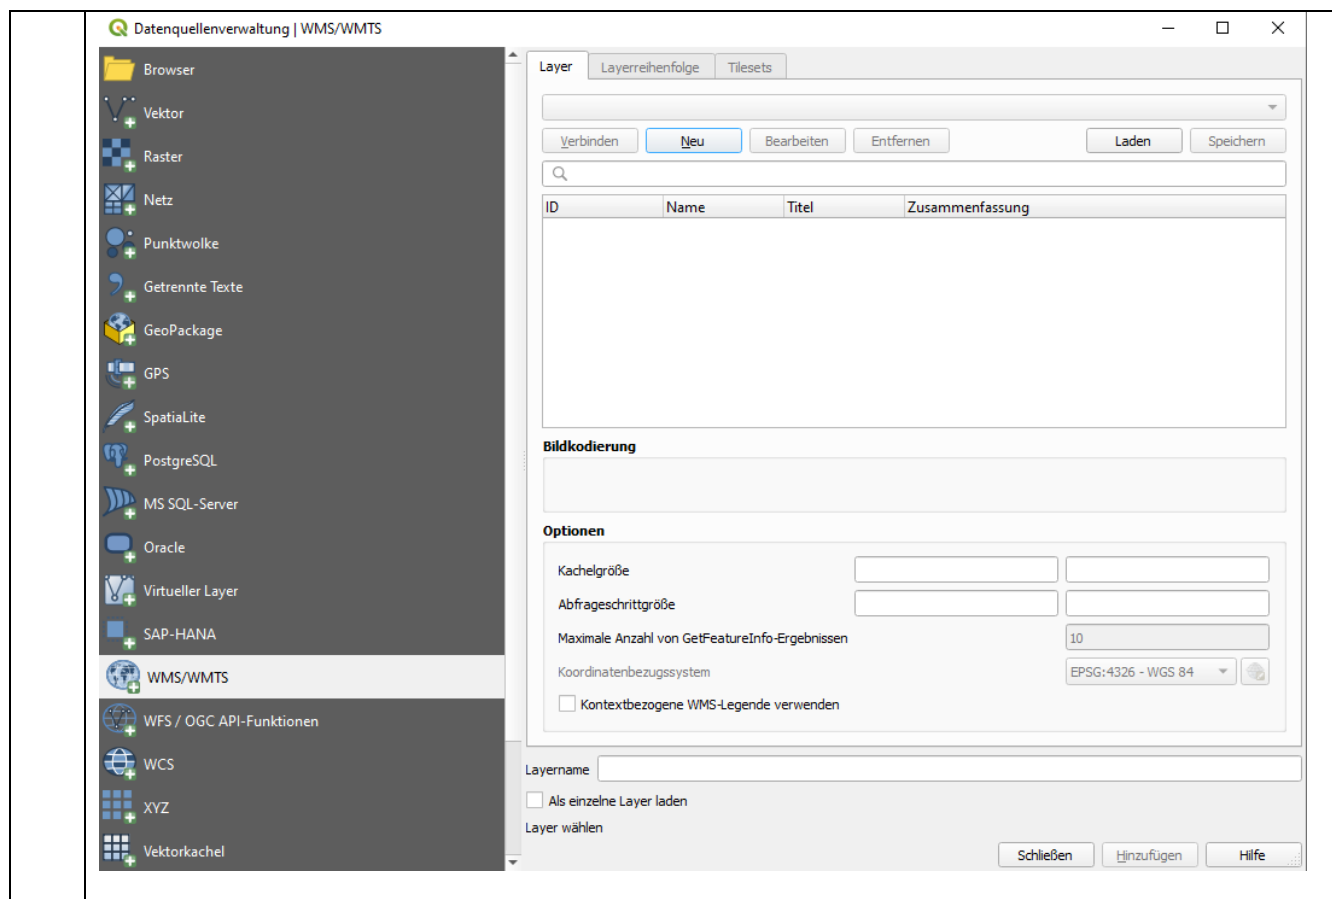 Datenquellenverwaltung | WMS/WMTS
Browser
Vektor
Raster
Netz
Punktwolke
Getrennte Texte
GeoPackage
GPS
SpatiaLite
PostgreSQL
MS SQL-Server
Oracle
Virtueller Layer
SAP-HANA
WMS/WMTS
WFS / OGC API-Funktionen
WCS
XYZ
Vektorkachel
Layer Layerreihenfolge Tilesets
Verbinden Neu Bearbeiten Entfernen Laden Speichern
ID Name Titel Zusammenfassung
Bildkodierung
Optionen
Kachelgröße
Abfrageschrittgröße
Maximale Anzahl von GetFeatureInfo-Ergebnissen 10
Koordinatenbezugssystem EPSG:4326 - WGS 84
Kontextbezogene WMS-Legende verwenden
Layername
Als einzelne Layer laden
Layer wählen
Schließen Hinzufügen Hilfe